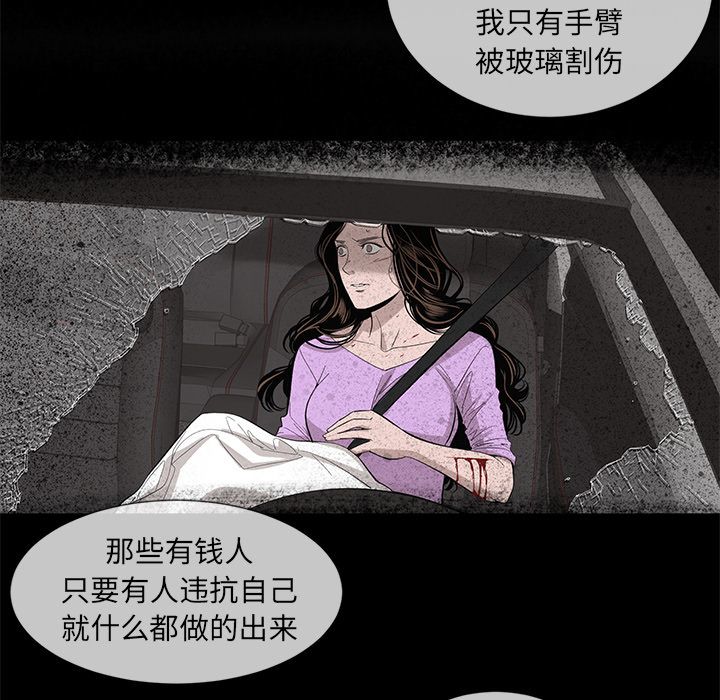 我只有手臂
被玻璃割伤
那些有钱人
只要有人违抗自己
就什么都做的出来